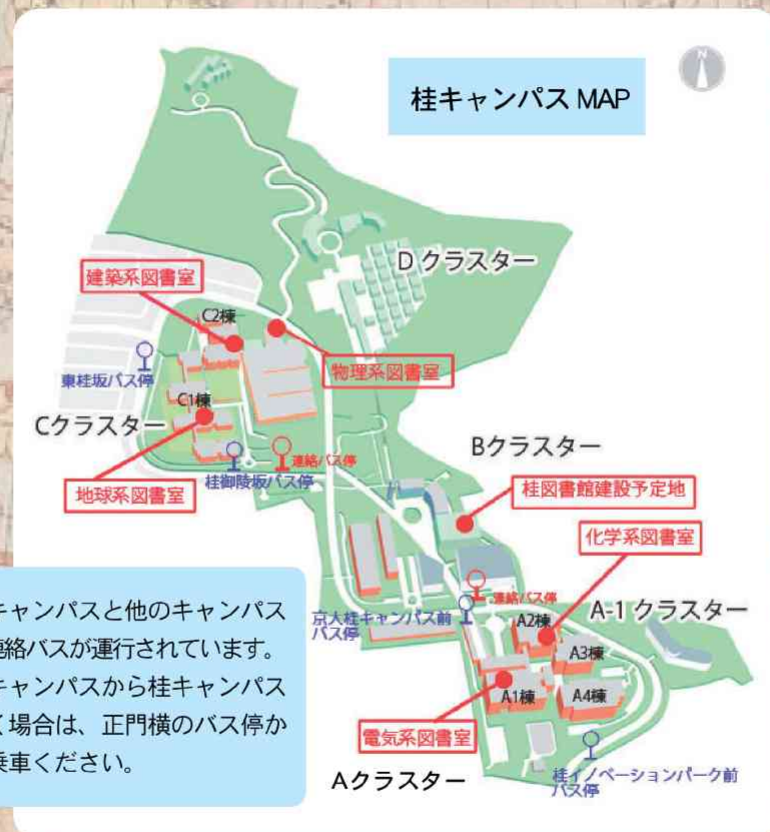 桂キャンパス MAP
N
Dクラスター
建築系図書室
C2棟
物理系図書室
東桂坂バス停
C1棟
Cクラスター
連絡バス停
桂御陵坂バス停
地球系図書室
Bクラスター
桂図書館建設予定地
化学系図書室
連絡バス停
京大桂キャンパス前
バス停
A2棟
A-1 クラスター
A3棟
A1棟
A4棟
電気系図書室
Aクラスター
桂イノベーションパーク前
バス停
キャンパスと他のキャンパス
連絡バスが運行されています。
キャンパスから桂キャンパス
く場合は、正門横のバス停か
乗車ください。